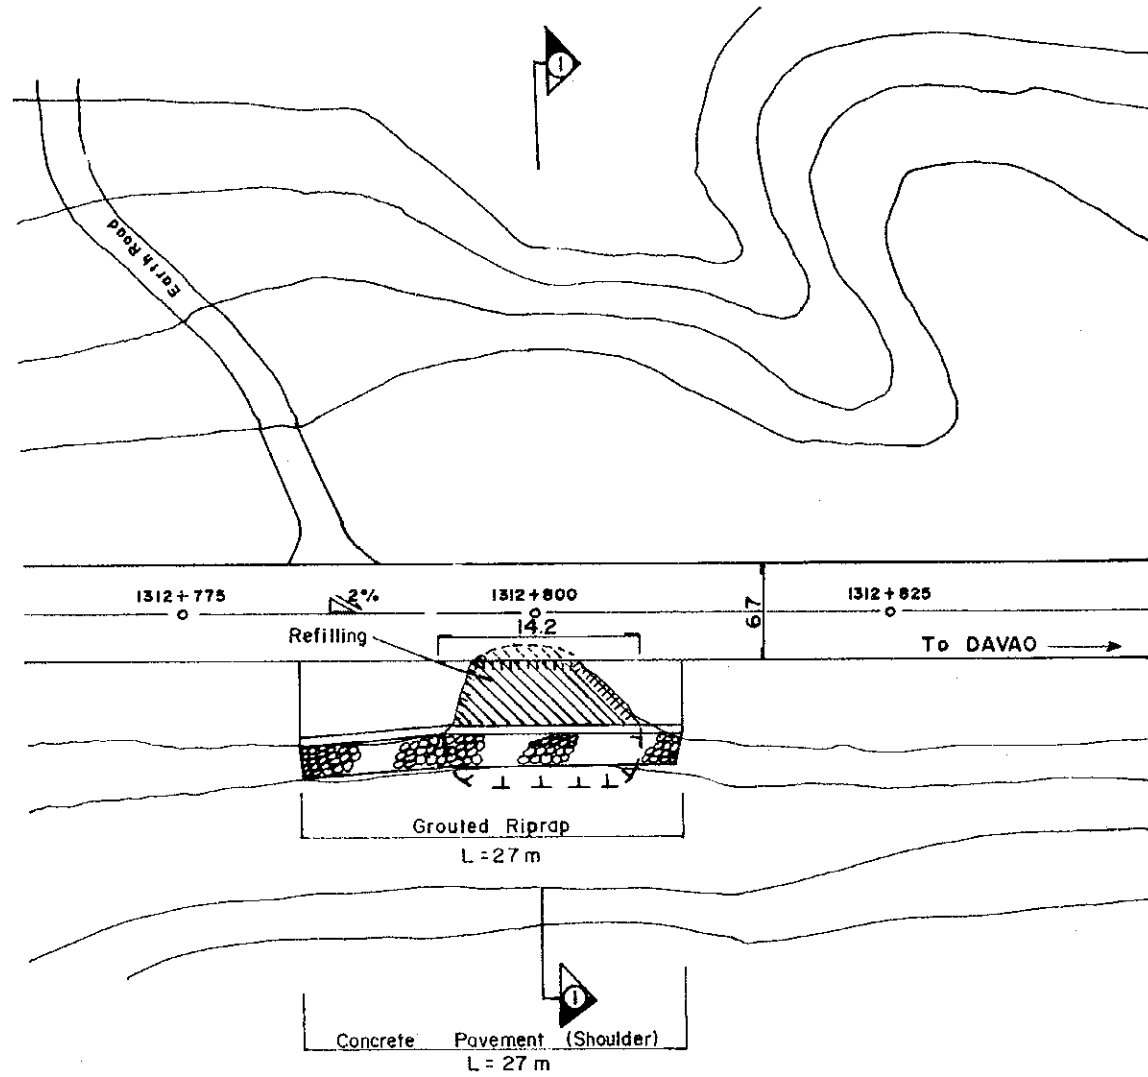 1
Earth Road
1312+775
2%
1312+800
1312+825
6.7
14.2
Refilling
To DAVAO
Grouted Riprap
L = 27 m
1
Concrete Pavement (Shoulder)
L = 27 m